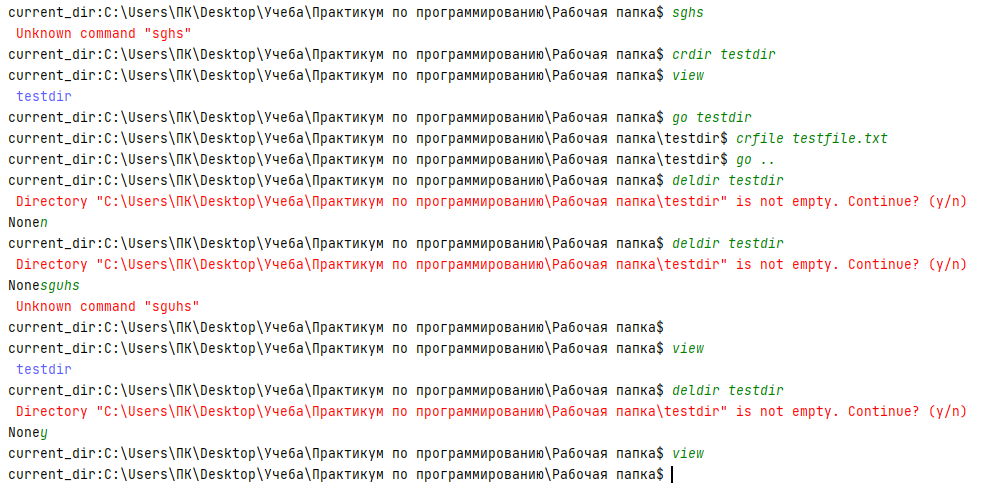 current_dir:C:\Users\ПК\Desktop\Учеба\Практикум по программированию\Рабочая папка$ sghs
Unknown command "sghs"
current_dir:C:\Users\ПК\Desktop\Учеба\Практикум по программированию\Рабочая папка$ crdir testdir
current_dir:C:\Users\ПК\Desktop\Учеба\Практикум по программированию\Рабочая папка$ view
testdir
current_dir:C:\Users\ПК\Desktop\Учеба\Практикум по программированию\Рабочая папка$ go testdir
current_dir:C:\Users\ПК\Desktop\Учеба\Практикум по программированию\Рабочая папка\testdir$ crfile testfile.txt
current_dir:C:\Users\ПК\Desktop\Учеба\Практикум по программированию\Рабочая папка\testdir$ go ..
current_dir:C:\Users\ПК\Desktop\Учеба\Практикум по программированию\Рабочая папка$ deldir testdir
Directory "C:\Users\ПК\Desktop\Учеба\Практикум по программированию\Рабочая папка\testdir" is not empty. Continue? (y/n)
Nonen
current_dir:C:\Users\ПК\Desktop\Учеба\Практикум по программированию\Рабочая папка$ deldir testdir
Directory "C:\Users\ПК\Desktop\Учеба\Практикум по программированию\Рабочая папка\testdir" is not empty. Continue? (y/n)
Nonesguhs
Unknown command "sguhs"
current_dir:C:\Users\ПК\Desktop\Учеба\Практикум по программированию\Рабочая папка$
current_dir:C:\Users\ПК\Desktop\Учеба\Практикум по программированию\Рабочая папка$ view
testdir
current_dir:C:\Users\ПК\Desktop\Учеба\Практикум по программированию\Рабочая папка$ deldir testdir
Directory "C:\Users\ПК\Desktop\Учеба\Практикум по программированию\Рабочая папка\testdir" is not empty. Continue? (y/n)
Noney
current_dir:C:\Users\ПК\Desktop\Учеба\Практикум по программированию\Рабочая папка$ view
current_dir:C:\Users\ПК\Desktop\Учеба\Практикум по программированию\Рабочая папка$